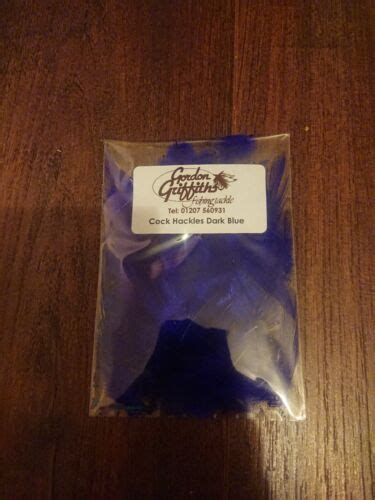 Gordon
Griffiths
Fishing tackle
Tel: 01207 560931
Cock Hackles Dark Blue